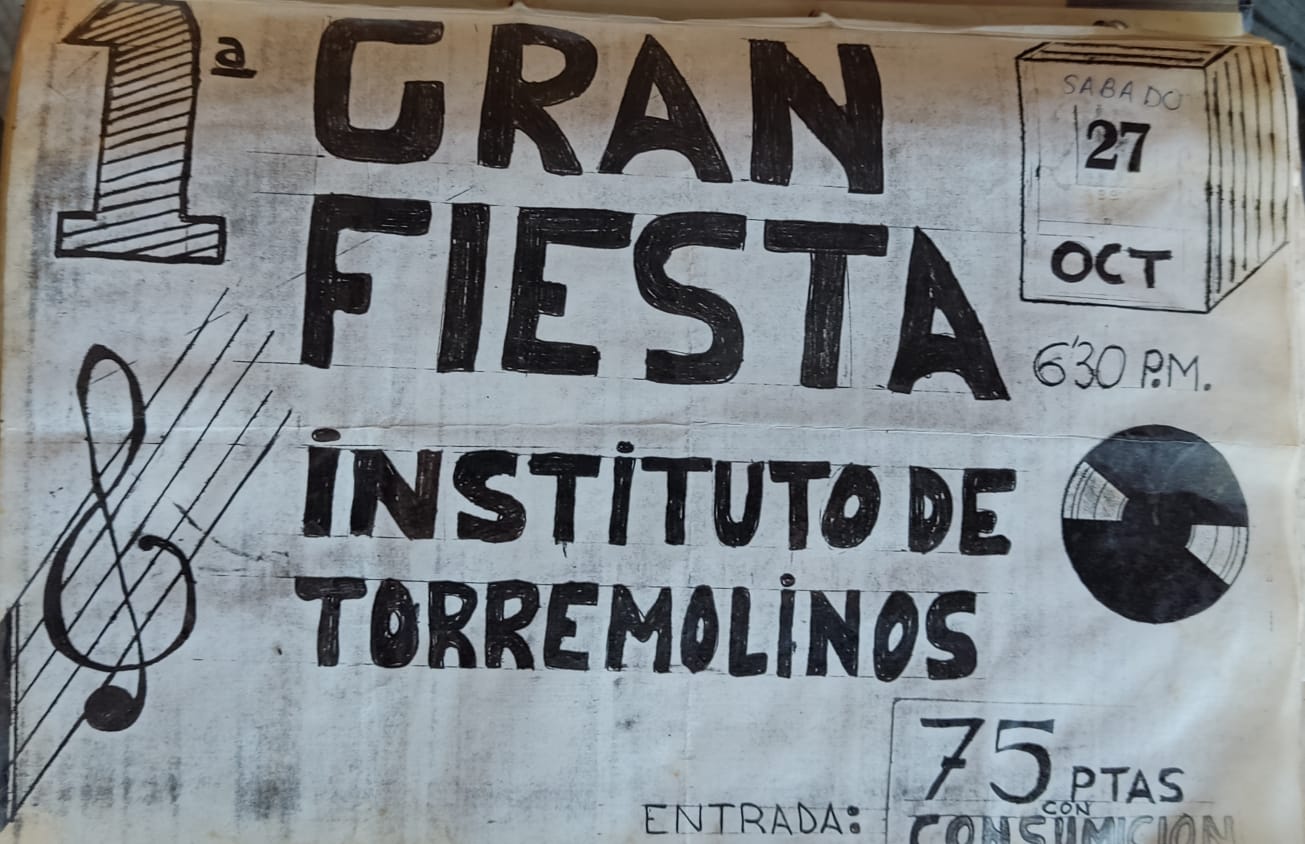 1ª GRAN
FIESTA
SABADO
27
OCT
6'30 P.M.
iNSTiTUTO DE
TORREMOLiNOS
ENTRADA: 75 PTAS
CON
CONSUMICION